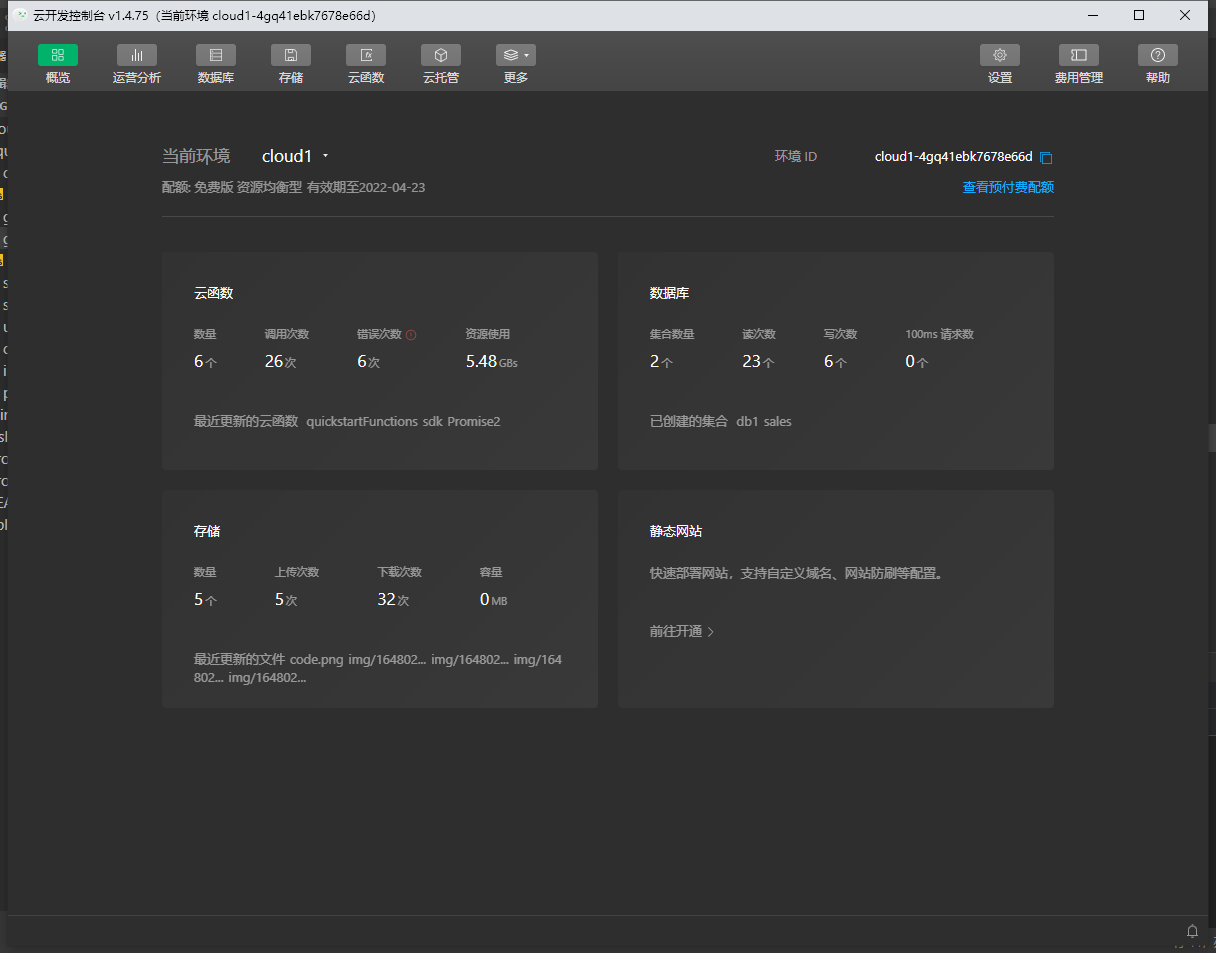 云开发控制台 v1.4.75（当前环境 cloud1-4gq41ebk7678e66d）
概览 运营分析 数据库 存储 云函数 云托管 更多 设置 费用管理 帮助
当前环境 cloud1 环境 ID cloud1-4gq41ebk7678e66d
配额: 免费版 资源均衡型 有效期至2022-04-23 查看预付费配额
云函数
数量 调用次数 错误次数 资源使用
6个 26次 6次 5.48GBs
最近更新的云函数 quickstartFunctions sdk Promise2
数据库
集合数量 读次数 写次数 100ms 请求数
2个 23个 6个 0个
已创建的集合 db1 sales
存储
数量 上传次数 下载次数 容量
5个 5次 32次 0MB
最近更新的文件 code.png img/164802... img/164802... img/164
802... img/164802...
静态网站
快速部署网站，支持自定义域名、网站防刷等配置。
前往开通 >